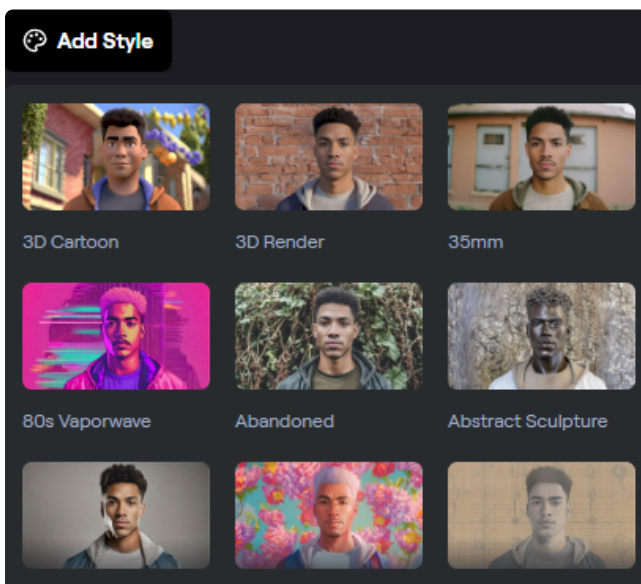 Add Style
3D Cartoon
3D Render
35mm
80s Vaporwave
Abandoned
Abstract Sculpture